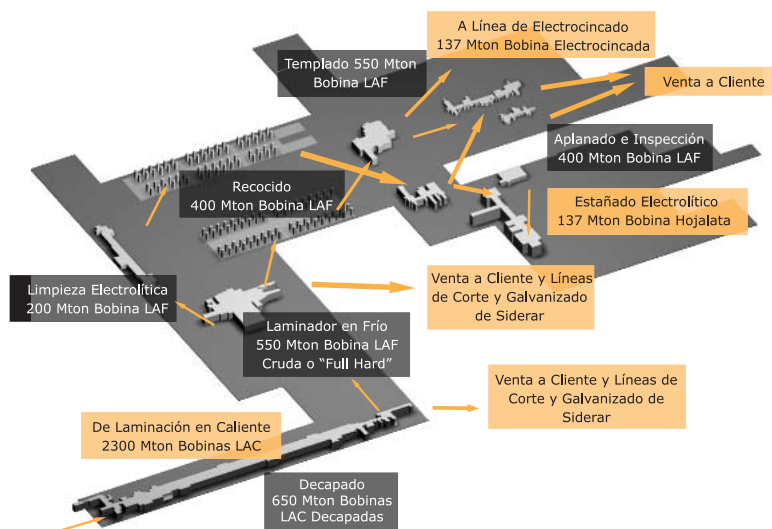 A Línea de Electrocincado
137 Mton Bobina Electrocincada
Templado 550 Mton
Bobina LAF
Venta a Cliente
Aplanado e Inspección
400 Mton Bobina LAF
Recocido
400 Mton Bobina LAF
Estañado Electrolítico
137 Mton Bobina Hojalata
Limpieza Electrolítica
200 Mton Bobina LAF
Venta a Cliente y Líneas
de Corte y Galvanizado
de Siderar
Laminador en Frío
550 Mton Bobina LAF
Cruda o “Full Hard”
Venta a Cliente y Líneas de
Corte y Galvanizado de
Siderar
De Laminación en Caliente
2300 Mton Bobinas LAC
Decapado
650 Mton Bobinas
LAC Decapadas